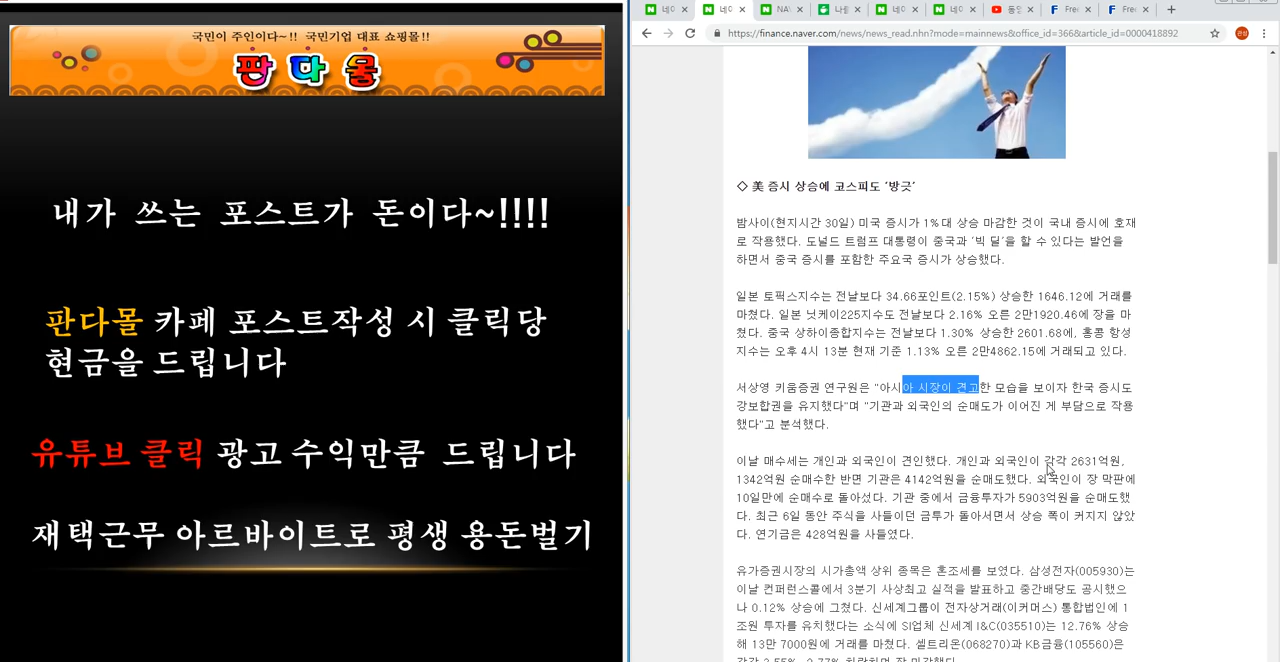 국민이 주인이다~!! 국민기업 대표 쇼핑몰!!
판다몰
내가 쓰는 포스트가 돈이다~!!!!
판다몰 카페 포스트작성 시 클릭당
현금을 드립니다
유튜브 클릭 광고 수익만큼 드립니다
재택근무 아르바이트로 평생 용돈벌기
네이 네이 NAV 나람 네이 네이 동영 Free Free
https://finance.naver.com/news/news_read.nhn?mode=mainnews&office_id=366&article_id=0000418892
◇ 美 증시 상승에 코스피도 ‘방긋’
밤사이(현지시간 30일) 미국 증시가 1%대 상승 마감한 것이 국내 증시에 호재
로 작용했다. 도널드 트럼프 대통령이 중국과 ‘빅 딜’을 할 수 있다는 발언을
하면서 중국 증시를 포함한 주요국 증시가 상승했다.
일본 토픽스지수는 전날보다 34.66포인트(2.15%) 상승한 1646.12에 거래를
마쳤다. 일본 닛케이225지수도 전날보다 2.16% 오른 2만1920.46에 장을 마
쳤다. 중국 상하이종합지수는 전날보다 1.30% 상승한 2601.68에, 홍콩 항성
지수는 오후 4시 13분 현재 기준 1.13% 오른 2만4862.15에 거래되고 있다.
서상영 키움증권 연구원은 "아시아 시장이 견고한 모습을 보이자 한국 증시도
강보합권을 유지했다"며 "기관과 외국인의 순매도가 이어진 게 부담으로 작용
했다"고 분석했다.
이날 매수세는 개인과 외국인이 견인했다. 개인과 외국인이 각각 2631억원,
1342억원 순매수한 반면 기관은 4142억원을 순매도했다. 외국인이 장 막판에
10일만에 순매수로 돌아섰다. 기관 중에서 금융투자가 5903억원을 순매도했
다. 최근 6일 동안 주식을 사들이던 금투가 돌아서면서 상승 폭이 커지지 않았
다. 연기금은 428억원을 사들였다.
유가증권시장의 시가총액 상위 종목은 혼조세를 보였다. 삼성전자(005930)는
이날 컨퍼런스콜에서 3분기 사상최고 실적을 발표하고 중간배당도 공시했으
나 0.12% 상승에 그쳤다. 신세계그룹이 전자상거래(이커머스) 통합법인에 1
조원 투자를 유치했다는 소식에 SI업체 신세계 I&C(035510)는 12.76% 상승
해 13만 7000원에 거래를 마쳤다. 셀트리온(068270)과 KB금융(105560)은